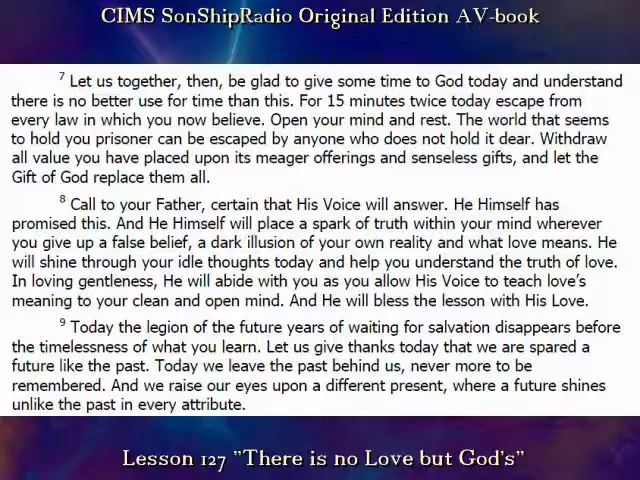 CIMS SonShipRadio Original Edition AV-book
7 Let us together, then, be glad to give some time to God today and understand
there is no better use for time than this. For 15 minutes twice today escape from
every law in which you now believe. Open your mind and rest. The world that seems
to hold you prisoner can be escaped by anyone who does not hold it dear. Withdraw
all value you have placed upon its meager offerings and senseless gifts, and let the
Gift of God replace them all.
8 Call to your Father, certain that His Voice will answer. He Himself has
promised this. And He Himself will place a spark of truth within your mind wherever
you give up a false belief, a dark illusion of your own reality and what love means. He
will shine through your idle thoughts today and help you understand the truth of love.
In loving gentleness, He will abide with you as you allow His Voice to teach love's
meaning to your clean and open mind. And He will bless the lesson with His Love.
9 Today the legion of the future years of waiting for salvation disappears before
the timelessness of what you learn. Let us give thanks today that we are spared a
future like the past. Today we leave the past behind us, never more to be
remembered. And we raise our eyes upon a different present, where a future shines
unlike the past in every attribute.
Lesson 127 "There is no Love but God's"